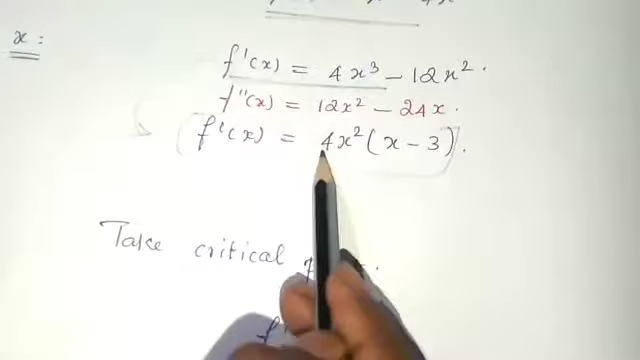 x :
f'(x) = 4x³ - 12x².
f''(x) = 12x² - 24x.
f'(x) = 4x²(x - 3).
Take critical